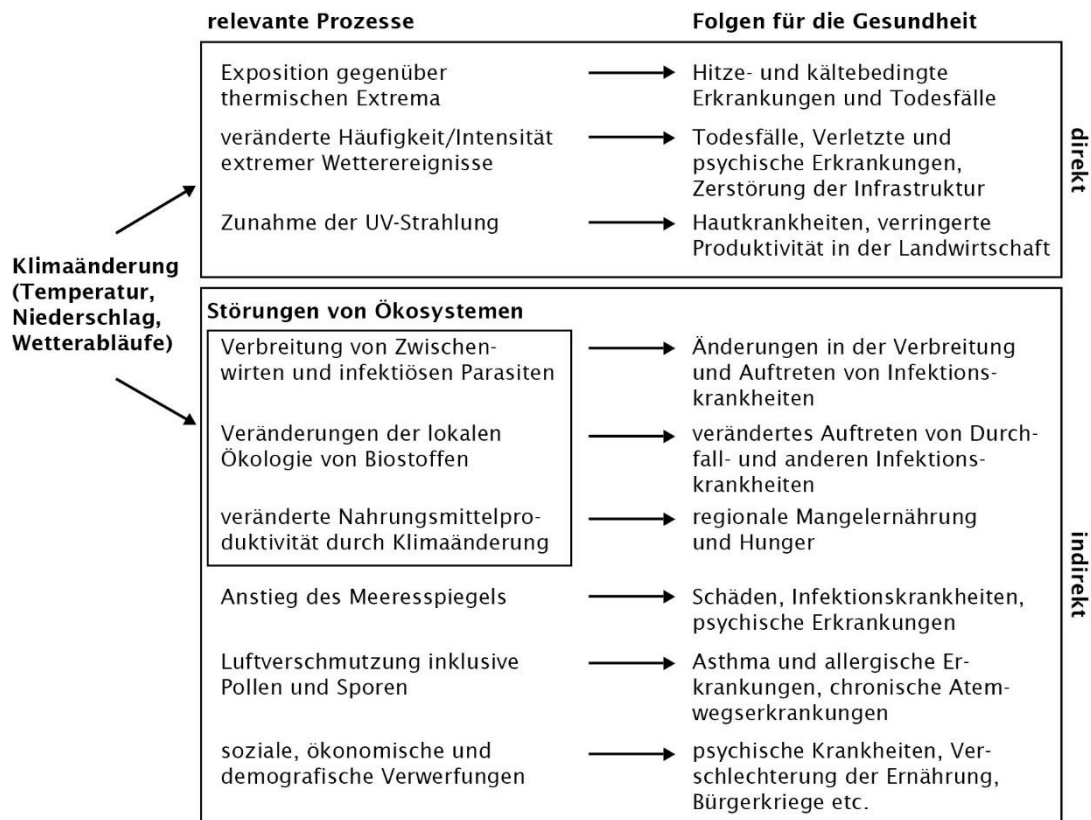 relevante Prozesse
Folgen für die Gesundheit
Exposition gegenüber
thermischen Extrema
Hitze- und kältebedingte
Erkrankungen und Todesfälle
veränderte Häufigkeit/Intensität
extremer Wetterereignisse
Todesfälle, Verletzte und
psychische Erkrankungen,
Zerstörung der Infrastruktur
Zunahme der UV-Strahlung
Hautkrankheiten, verringerte
Produktivität in der Landwirtschaft
direkt
Klimaänderung
(Temperatur,
Niederschlag,
Wetterabläufe)
Störungen von Ökosystemen
Verbreitung von Zwischen-
wirten und infektiösen Parasiten
Änderungen in der Verbreitung
und Auftreten von Infektions-
krankheiten
Veränderungen der lokalen
Ökologie von Biostoffen
verändertes Auftreten von Durch-
fall- und anderen Infektions-
krankheiten
veränderte Nahrungsmittelpro-
duktivität durch Klimaänderung
regionale Mangelernährung
und Hunger
Anstieg des Meeresspiegels
Schäden, Infektionskrankheiten,
psychische Erkrankungen
Luftverschmutzung inklusive
Pollen und Sporen
Asthma und allergische Er-
krankungen, chronische Atem-
wegserkrankungen
soziale, ökonomische und
demografische Verwerfungen
psychische Krankheiten, Ver-
schlechterung der Ernährung,
Bürgerkriege etc.
indirekt